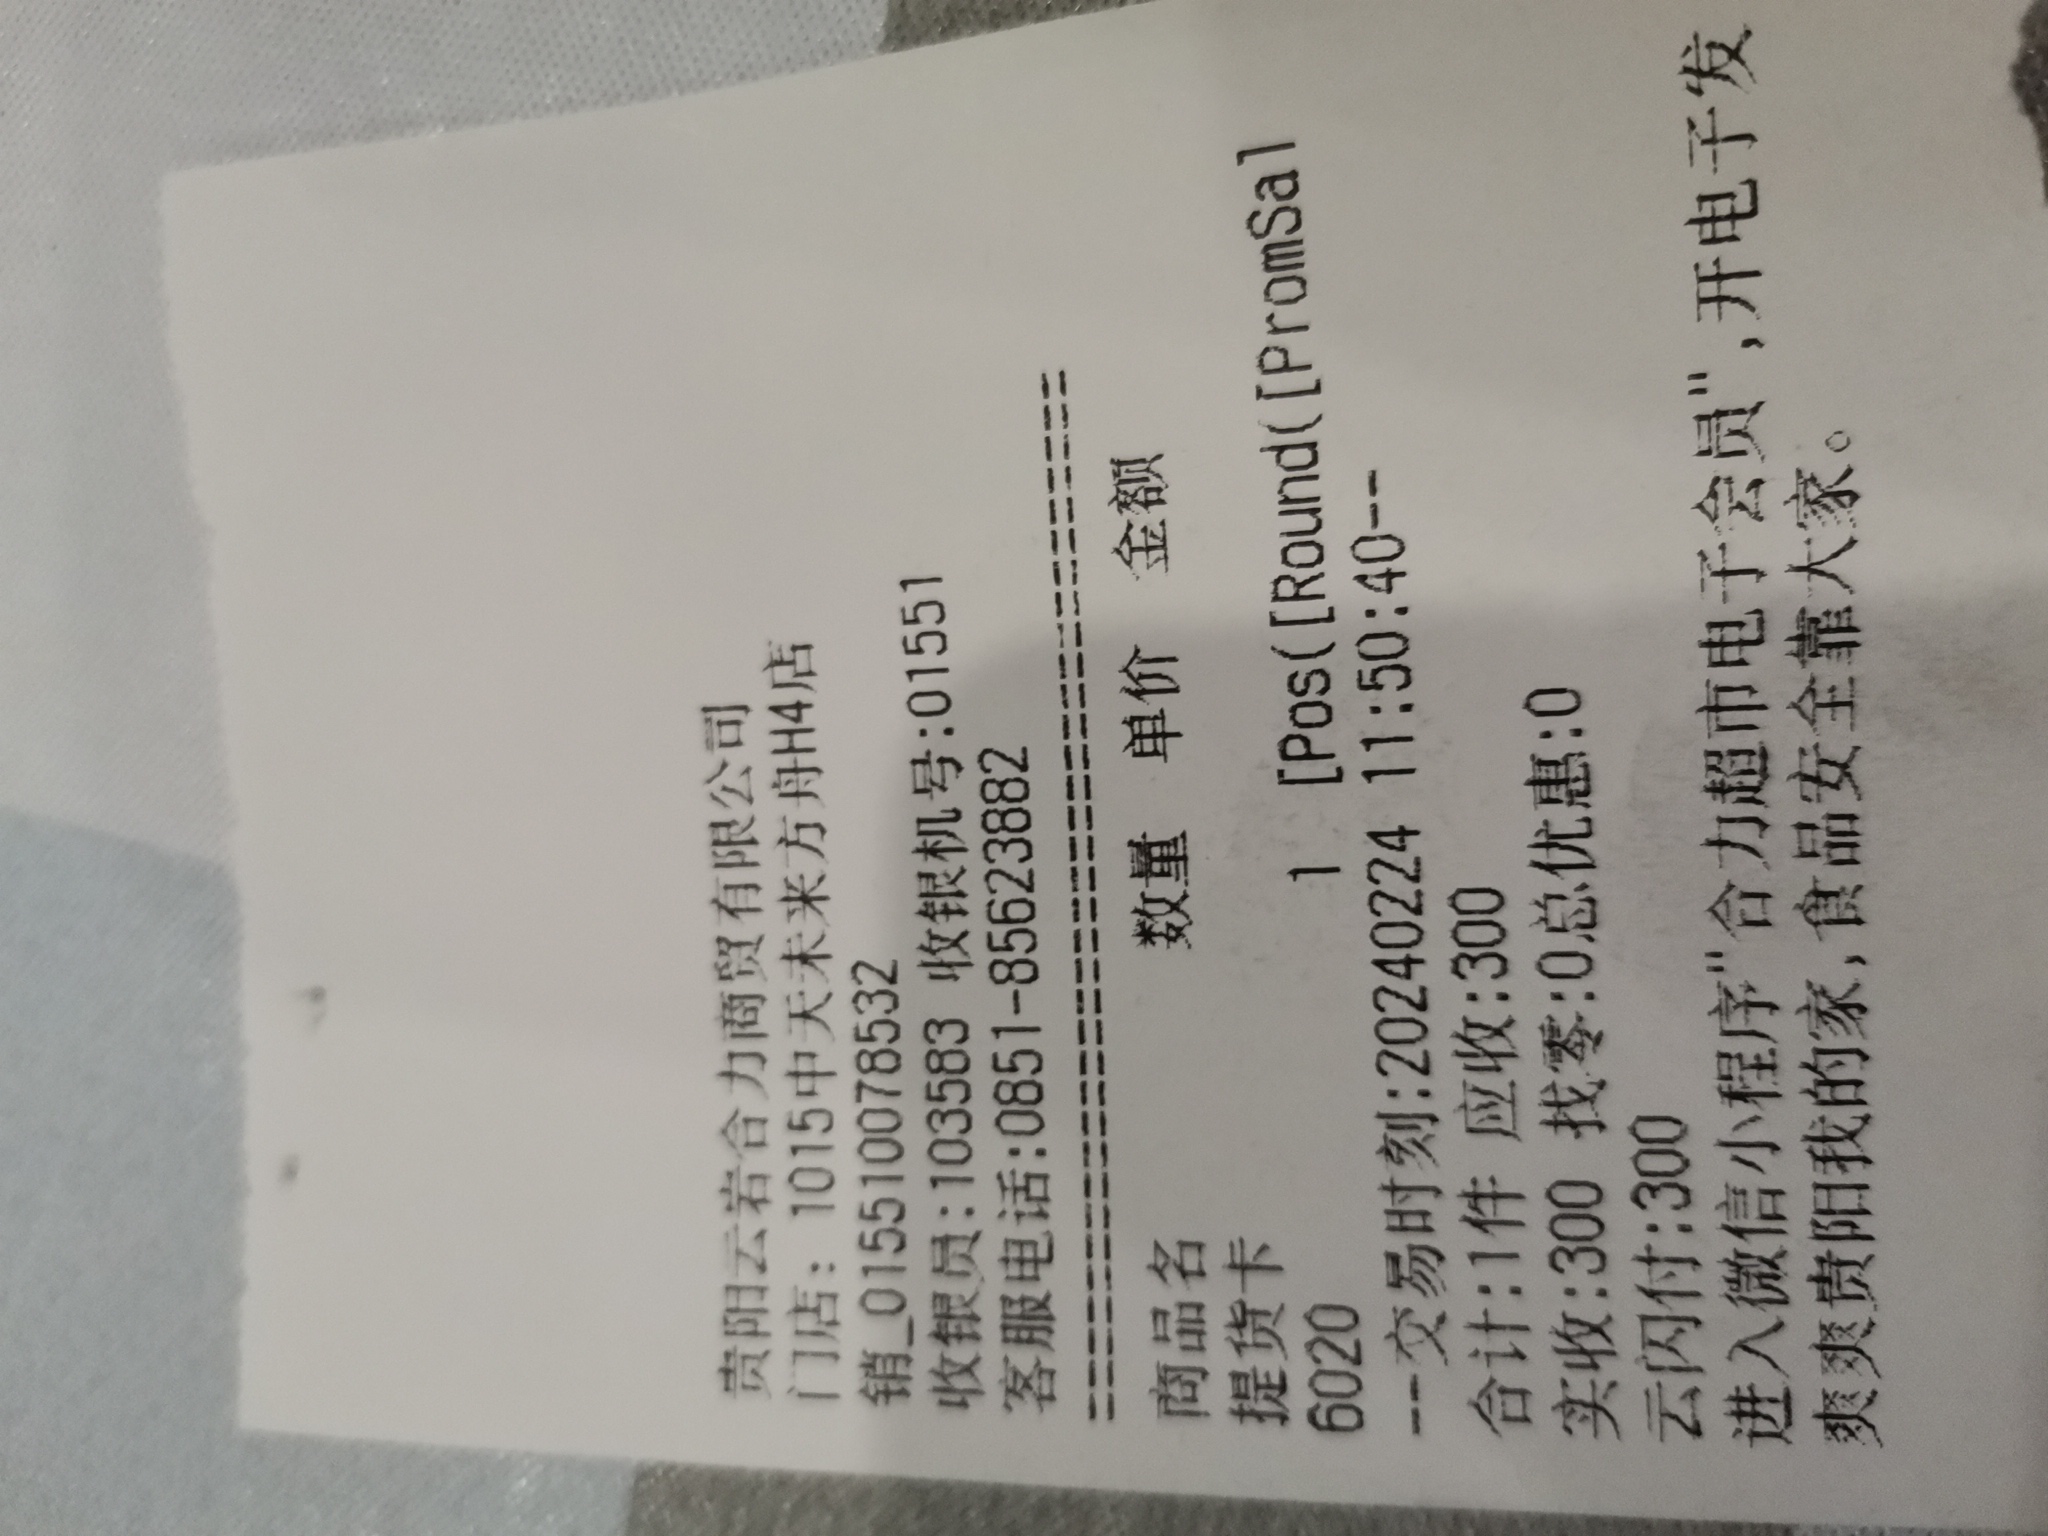 贵阳云岩合力商贸有限公司
门店: 1015中天未来方舟H4店
销_015510078532
收银员:103583 收银机号:01551
客服电话:0851-85623882
================================
商品名 数量 单价 金额
提货卡
6020 1 [Pos([Round([PromSal
--交易时刻:20240224 11:50:40--
合计:1件 应收:300
实收:300 找零:0总优惠:0
云闪付:300
进入微信小程序"合力超市电子会员",开电子发
爽爽贵阳我的家,食品安全靠大家。